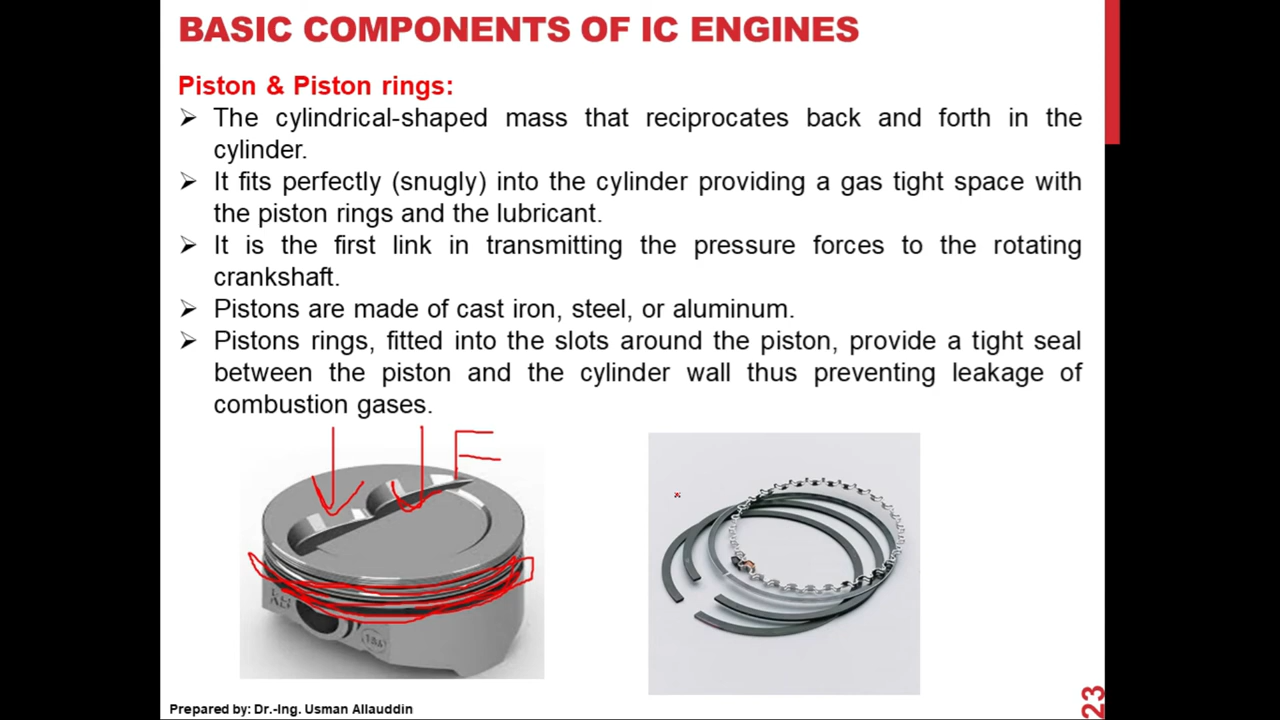 BASIC COMPONENTS OF IC ENGINES
Piston & Piston rings:
➢ The cylindrical-shaped mass that reciprocates back and forth in the
cylinder.
➢ It fits perfectly (snugly) into the cylinder providing a gas tight space with
the piston rings and the lubricant.
➢ It is the first link in transmitting the pressure forces to the rotating
crankshaft.
➢ Pistons are made of cast iron, steel, or aluminum.
➢ Pistons rings, fitted into the slots around the piston, provide a tight seal
between the piston and the cylinder wall thus preventing leakage of
combustion gases.
F
Prepared by: Dr.-Ing. Usman Allauddin
23